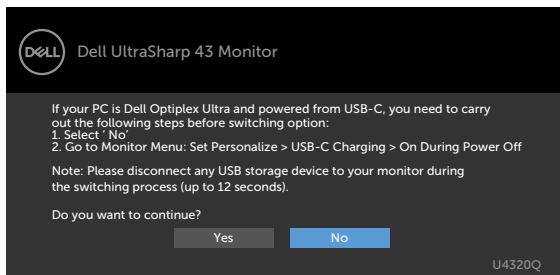 DELL
Dell UltraSharp 43 Monitor
If your PC is Dell Optiplex Ultra and powered from USB-C, you need to carry
out the following steps before switching option:
1. Select ‘ No’
2. Go to Monitor Menu: Set Personalize > USB-C Charging > On During Power Off
Note: Please disconnect any USB storage device to your monitor during
the switching process (up to 12 seconds).
Do you want to continue?
Yes No
U4320Q